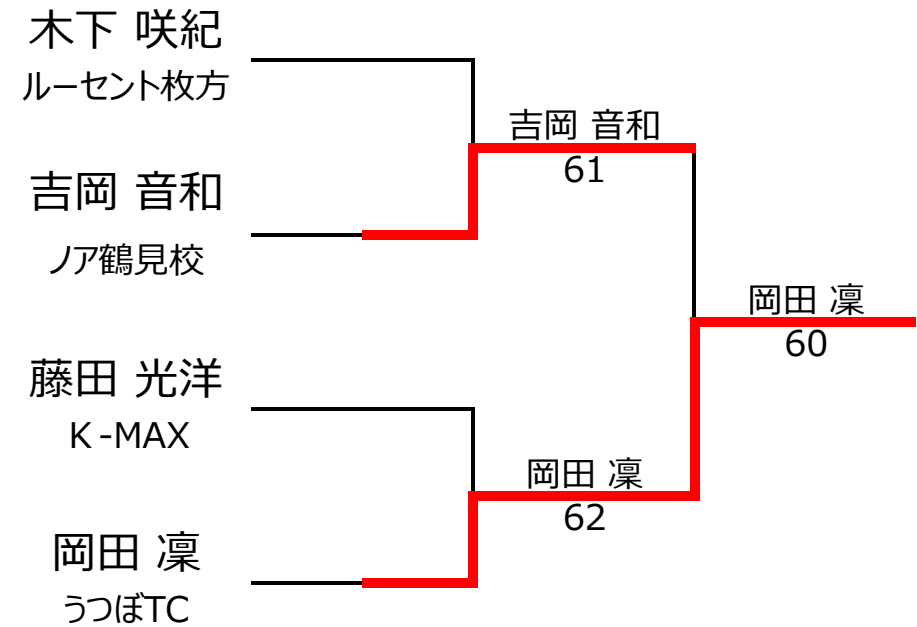 木下 咲紀
ルーセント枚方
吉岡 音和
61
吉岡 音和
ノア鶴見校
岡田 凜
60
藤田 光洋
K-MAX
岡田 凜
62
岡田 凜
うつぼTC